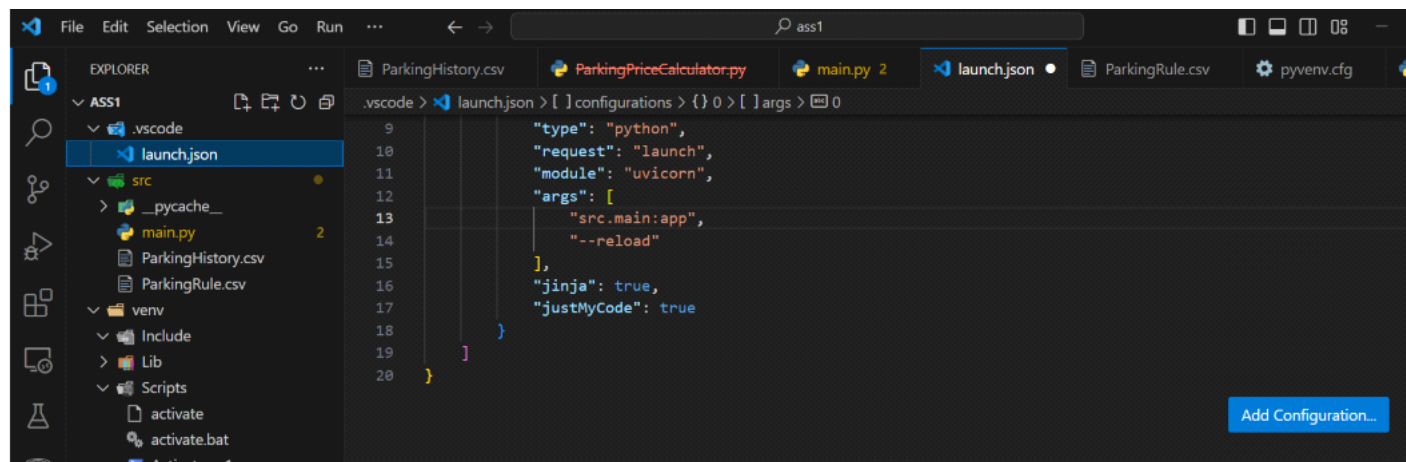 File Edit Selection View Go Run ··· ass1
EXPLORER ···
ParkingHistory.csv ParkingPriceCalculator.py main.py 2 launch.json ParkingRule.csv pyvenv.cfg
1
ASS1
.vscode > launch.json > [ ] configurations > {} 0 > [ ] args > abc 0
.vscode
launch.json
src
__pycache__
main.py 2
ParkingHistory.csv
ParkingRule.csv
venv
Include
Lib
Scripts
activate
activate.bat
9 "type": "python",
10 "request": "launch",
11 "module": "uvicorn",
12 "args": [
13 "src.main:app",
14 "--reload"
15 ],
16 "jinja": true,
17 "justMyCode": true
18 }
19 ]
20 }
Add Configuration...